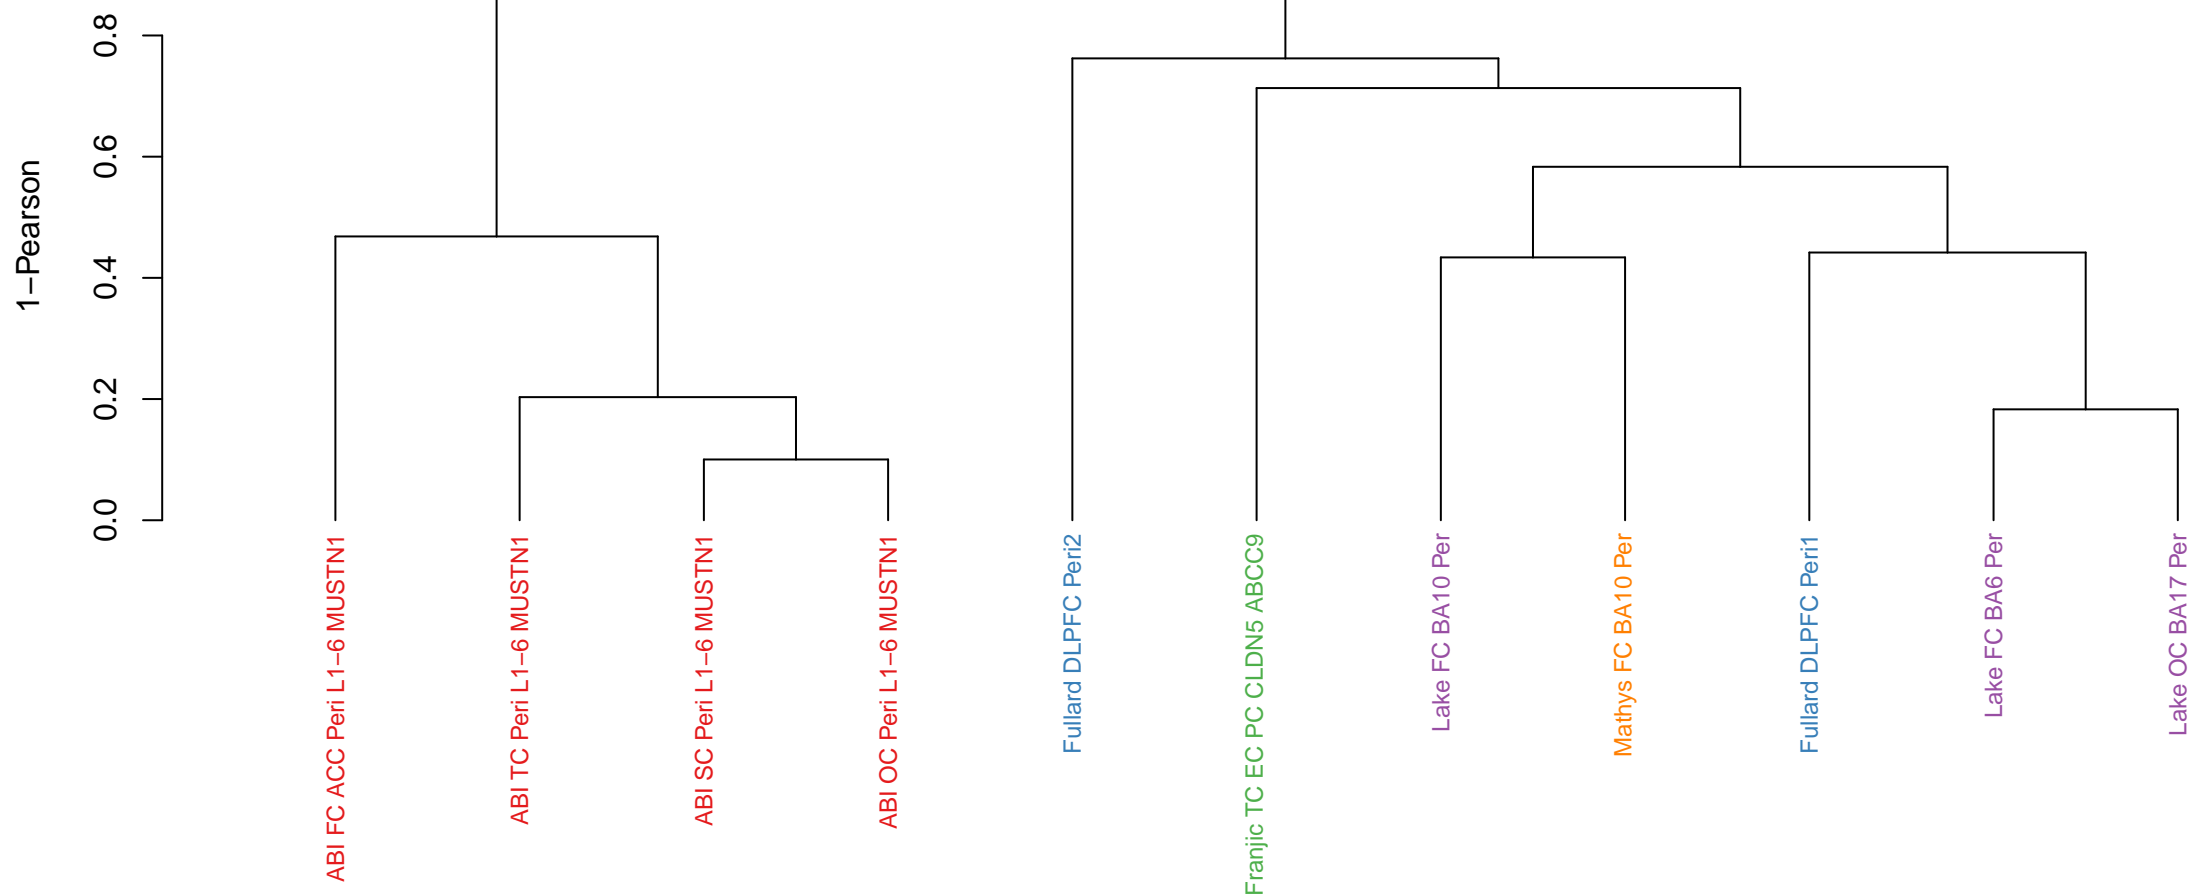 1−Pearson
0.8
0.6
0.4
0.2
0.0
ABI FC ACC Peri L1−6 MUSTN1
ABI TC Peri L1−6 MUSTN1
ABI SC Peri L1−6 MUSTN1
ABI OC Peri L1−6 MUSTN1
Fullard DLPFC Peri2
Franjic TC EC PC CLDN5 ABCC9
Lake FC BA10 Per
Mathys FC BA10 Per
Fullard DLPFC Peri1
Lake FC BA6 Per
Lake OC BA17 Per